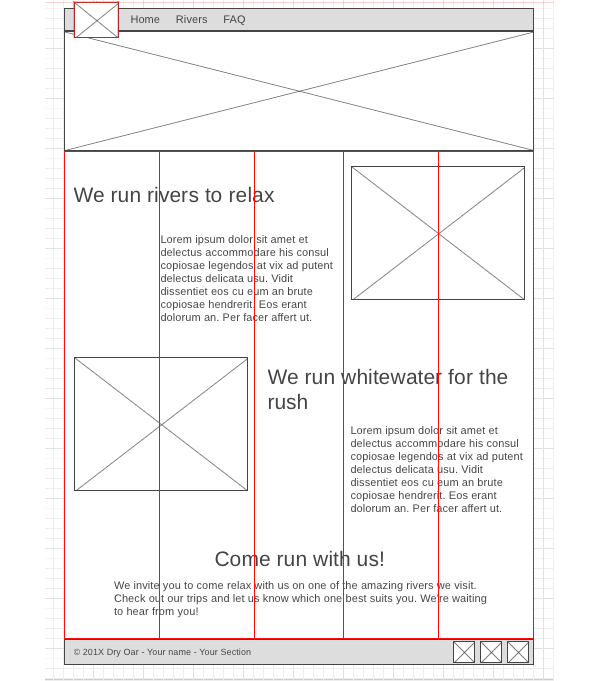 Home Rivers FAQ
We run rivers to relax
Lorem ipsum dolor sit amet et
delectus accommodare his consul
copiosae legendos at vix ad putent
delectus delicata usu. Vidit
dissentiet eos cu eum an brute
copiosae hendrerit. Eos erant
dolorum an. Per facer affert ut.
We run whitewater for the
rush
Lorem ipsum dolor sit amet et
delectus accommodare his consul
copiosae legendos at vix ad putent
delectus delicata usu. Vidit
dissentiet eos cu eum an brute
copiosae hendrerit. Eos erant
dolorum an. Per facer affert ut.
Come run with us!
We invite you to come relax with us on one of the amazing rivers we visit.
Check out our trips and let us know which one best suits you. We're waiting
to hear from you!
© 201X Dry Oar - Your name - Your Section